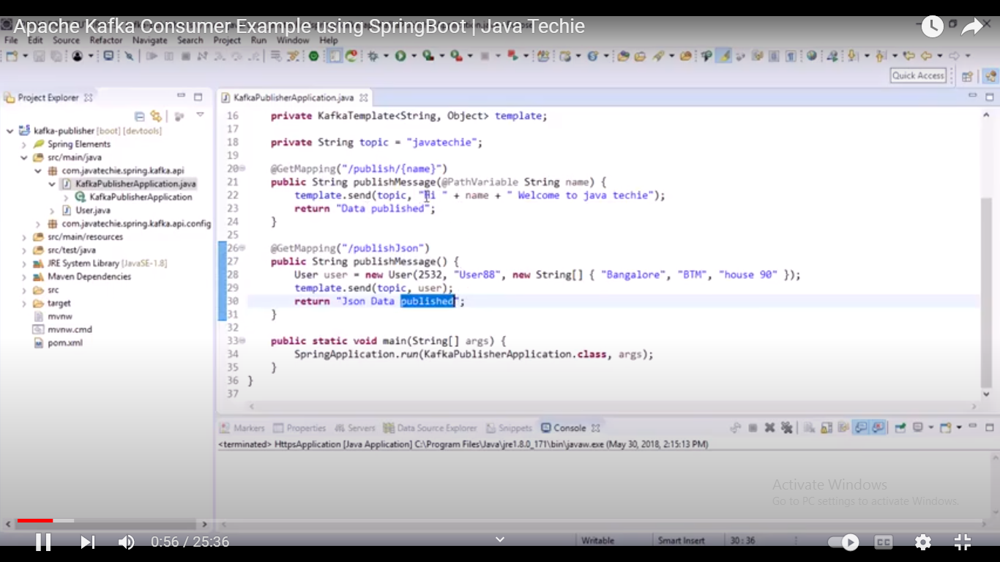 Apache Kafka Consumer Example using SpringBoot | Java Techie
File Edit Source Refactor Navigate Search Project Run Window Help
Quick Access
Project Explorer
kafka-publisher [boot] [devtools]
Spring Elements
src/main/java
com.javatechie.spring.kafka.api
KafkaPublisherApplication.java
KafkaPublisherApplication
User.java
com.javatechie.spring.kafka.api.config
src/main/resources
src/test/java
JRE System Library [JavaSE-1.8]
Maven Dependencies
src
target
mvnw
mvnw.cmd
pom.xml
KafkaPublisherApplication.java
16 private KafkaTemplate<String, Object> template;
17
18 private String topic = "javatechie";
19
20 @GetMapping("/publish/{name}")
21 public String publishMessage(@PathVariable String name) {
22 template.send(topic, "Hi " + name + " Welcome to java techie");
23 return "Data published";
24 }
25
26 @GetMapping("/publishJson")
27 public String publishMessage() {
28 User user = new User(2532, "User88", new String[] { "Bangalore", "BTM", "house 90" });
29 template.send(topic, user);
30 return "Json Data published";
31 }
32
33 public static void main(String[] args) {
34 SpringApplication.run(KafkaPublisherApplication.class, args);
35 }
36 }
37
Markers Properties Servers Data Source Explorer Snippets Console
<terminated> HttpsApplication [Java Application] C:\Program Files\Java\jre1.8.0_171\bin\javaw.exe (May 30, 2018, 2:15:13 PM)
Activate Windows
Go to PC settings to activate Windows.
0:56 / 25:36
Writable Smart Insert 30:36
CC